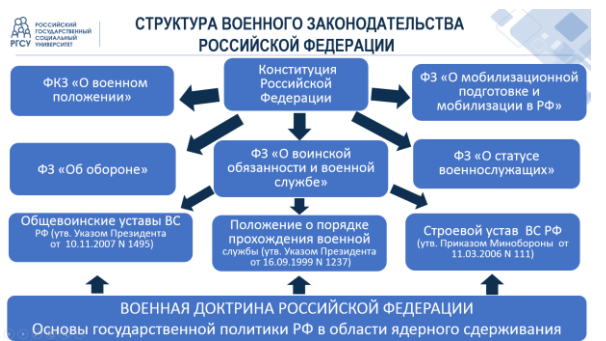 РОССИЙСКИЙ
ГОСУДАРСТВЕННЫЙ
СОЦИАЛЬНЫЙ
УНИВЕРСИТЕТ
РГСУ
СТРУКТУРА ВОЕННОГО ЗАКОНОДАТЕЛЬСТВА
РОССИЙСКОЙ ФЕДЕРАЦИИ
ФКЗ «О военном
положении»
Конституция
Российской
Федерации
ФЗ «О мобилизационной
подготовке и
мобилизации в РФ»
ФЗ «Об обороне»
ФЗ «О воинской
обязанности и военной
службе»
ФЗ «О статусе
военнослужащих»
Общевоинские уставы ВС
РФ (утв. Указом Президента
от 10.11.2007 N 1495)
Положение о порядке
прохождения военной
службы (утв. Указом Президента
от 16.09.1999 N 1237)
Строевой устав ВС РФ
(утв. Приказом Минобороны от
11.03.2006 N 111)
ВОЕННАЯ ДОКТРИНА РОССИЙСКОЙ ФЕДЕРАЦИИ
Основы государственной политики РФ в области ядерного сдерживания